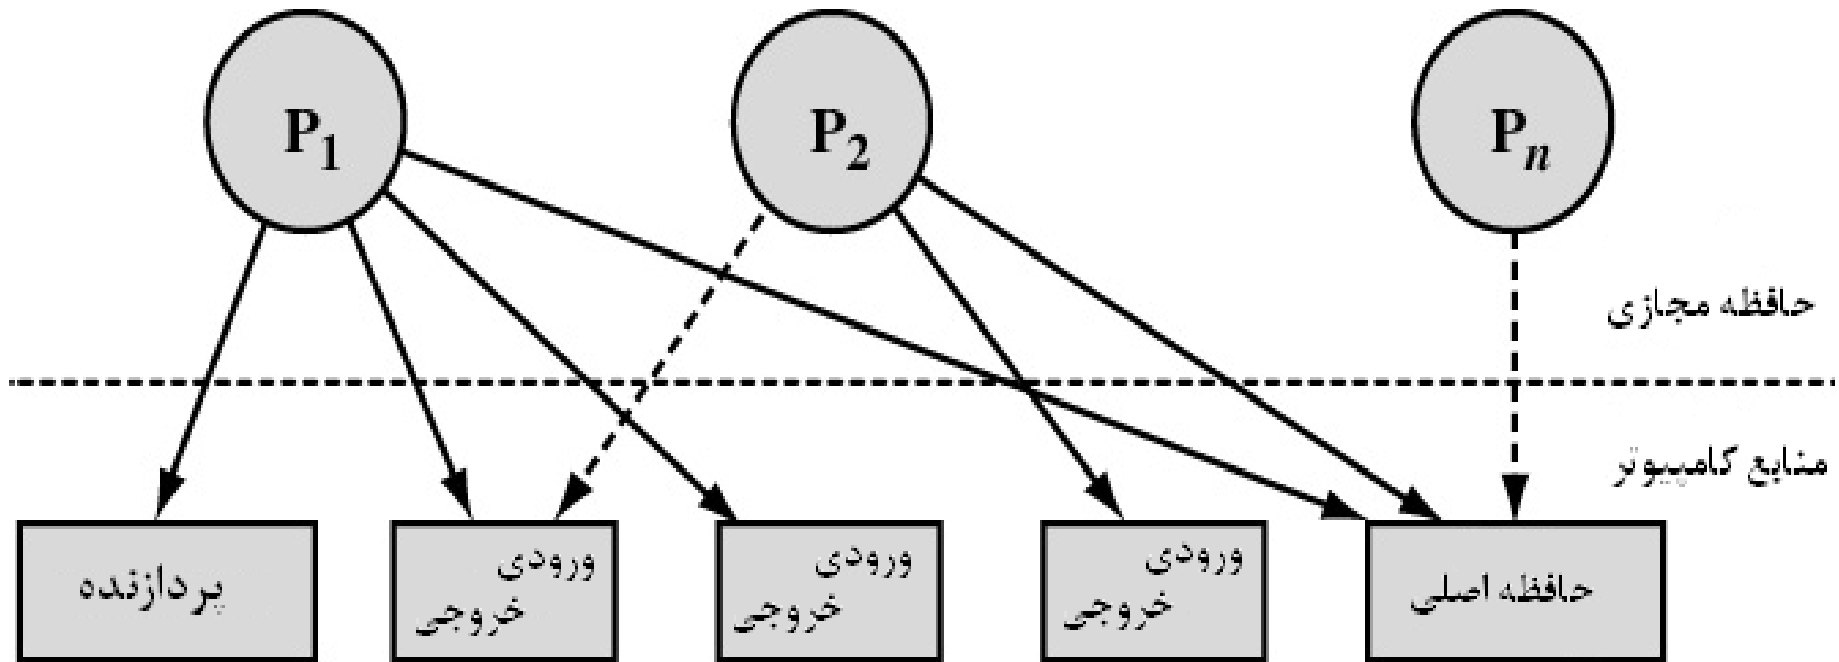 P1
P2
Pn
حافظه مجازی
منابع کامپیوتر
پردازنده
ورودی
خروجی
ورودی
خروجی
ورودی
خروجی
حافظه اصلی